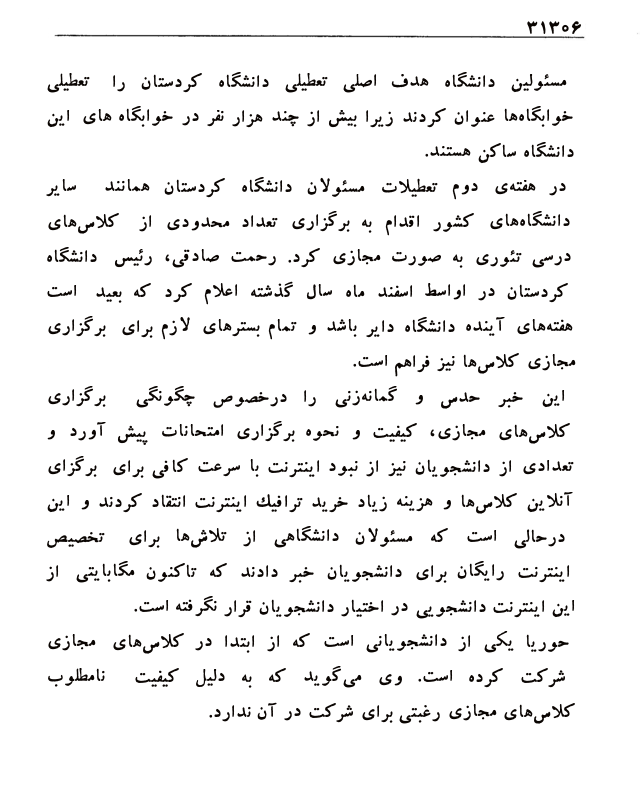 ۳۱۳۰۶
مسئولین دانشگاه هدف اصلی تعطیلی دانشگاه کردستان را تعطیلی
خوابگاه‌ها عنوان کردند زیرا بیش از چند هزار نفر در خوابگاه های این
دانشگاه ساکن هستند.
در هفته‌ی دوم تعطیلات مسئولان دانشگاه کردستان همانند سایر
دانشگاه‌های کشور اقدام به برگزاری تعداد محدودی از کلاس‌های
درسی تئوری به صورت مجازی کرد. رحمت صادقی، رئیس دانشگاه
کردستان در اواسط اسفند ماه سال گذشته اعلام کرد که بعید است
هفته‌های آینده دانشگاه دایر باشد و تمام بسترهای لازم برای برگزاری
مجازی کلاس‌ها نیز فراهم است.
این خبر حدس و گمانه‌زنی را درخصوص چگونگی برگزاری
کلاس‌های مجازی، کیفیت و نحوه برگزاری امتحانات پیش آورد و
تعدادی از دانشجویان نیز از نبود اینترنت با سرعت کافی برای برگزای
آنلاین کلاس‌ها و هزینه زیاد خرید ترافیك اینترنت انتقاد کردند و این
درحالی است که مسئولان دانشگاهی از تلاش‌ها برای تخصیص
اینترنت رایگان برای دانشجویان خبر دادند که تاکنون مگابایتی از
این اینترنت دانشجویی در اختیار دانشجویان قرار نگرفته است.
حوریا یکی از دانشجویانی است که از ابتدا در کلاس‌های مجازی
شرکت کرده است. وی می‌گوید که به دلیل کیفیت نامطلوب
کلاس‌های مجازی رغبتی برای شرکت در آن ندارد.